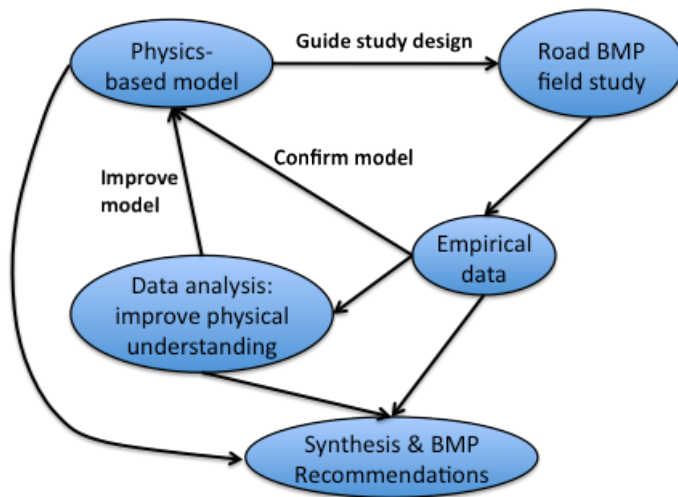 Physics-
based model
Guide study design
Road BMP
field study
Confirm model
Improve
model
Empirical
data
Data analysis:
improve physical
understanding
Synthesis & BMP
Recommendations